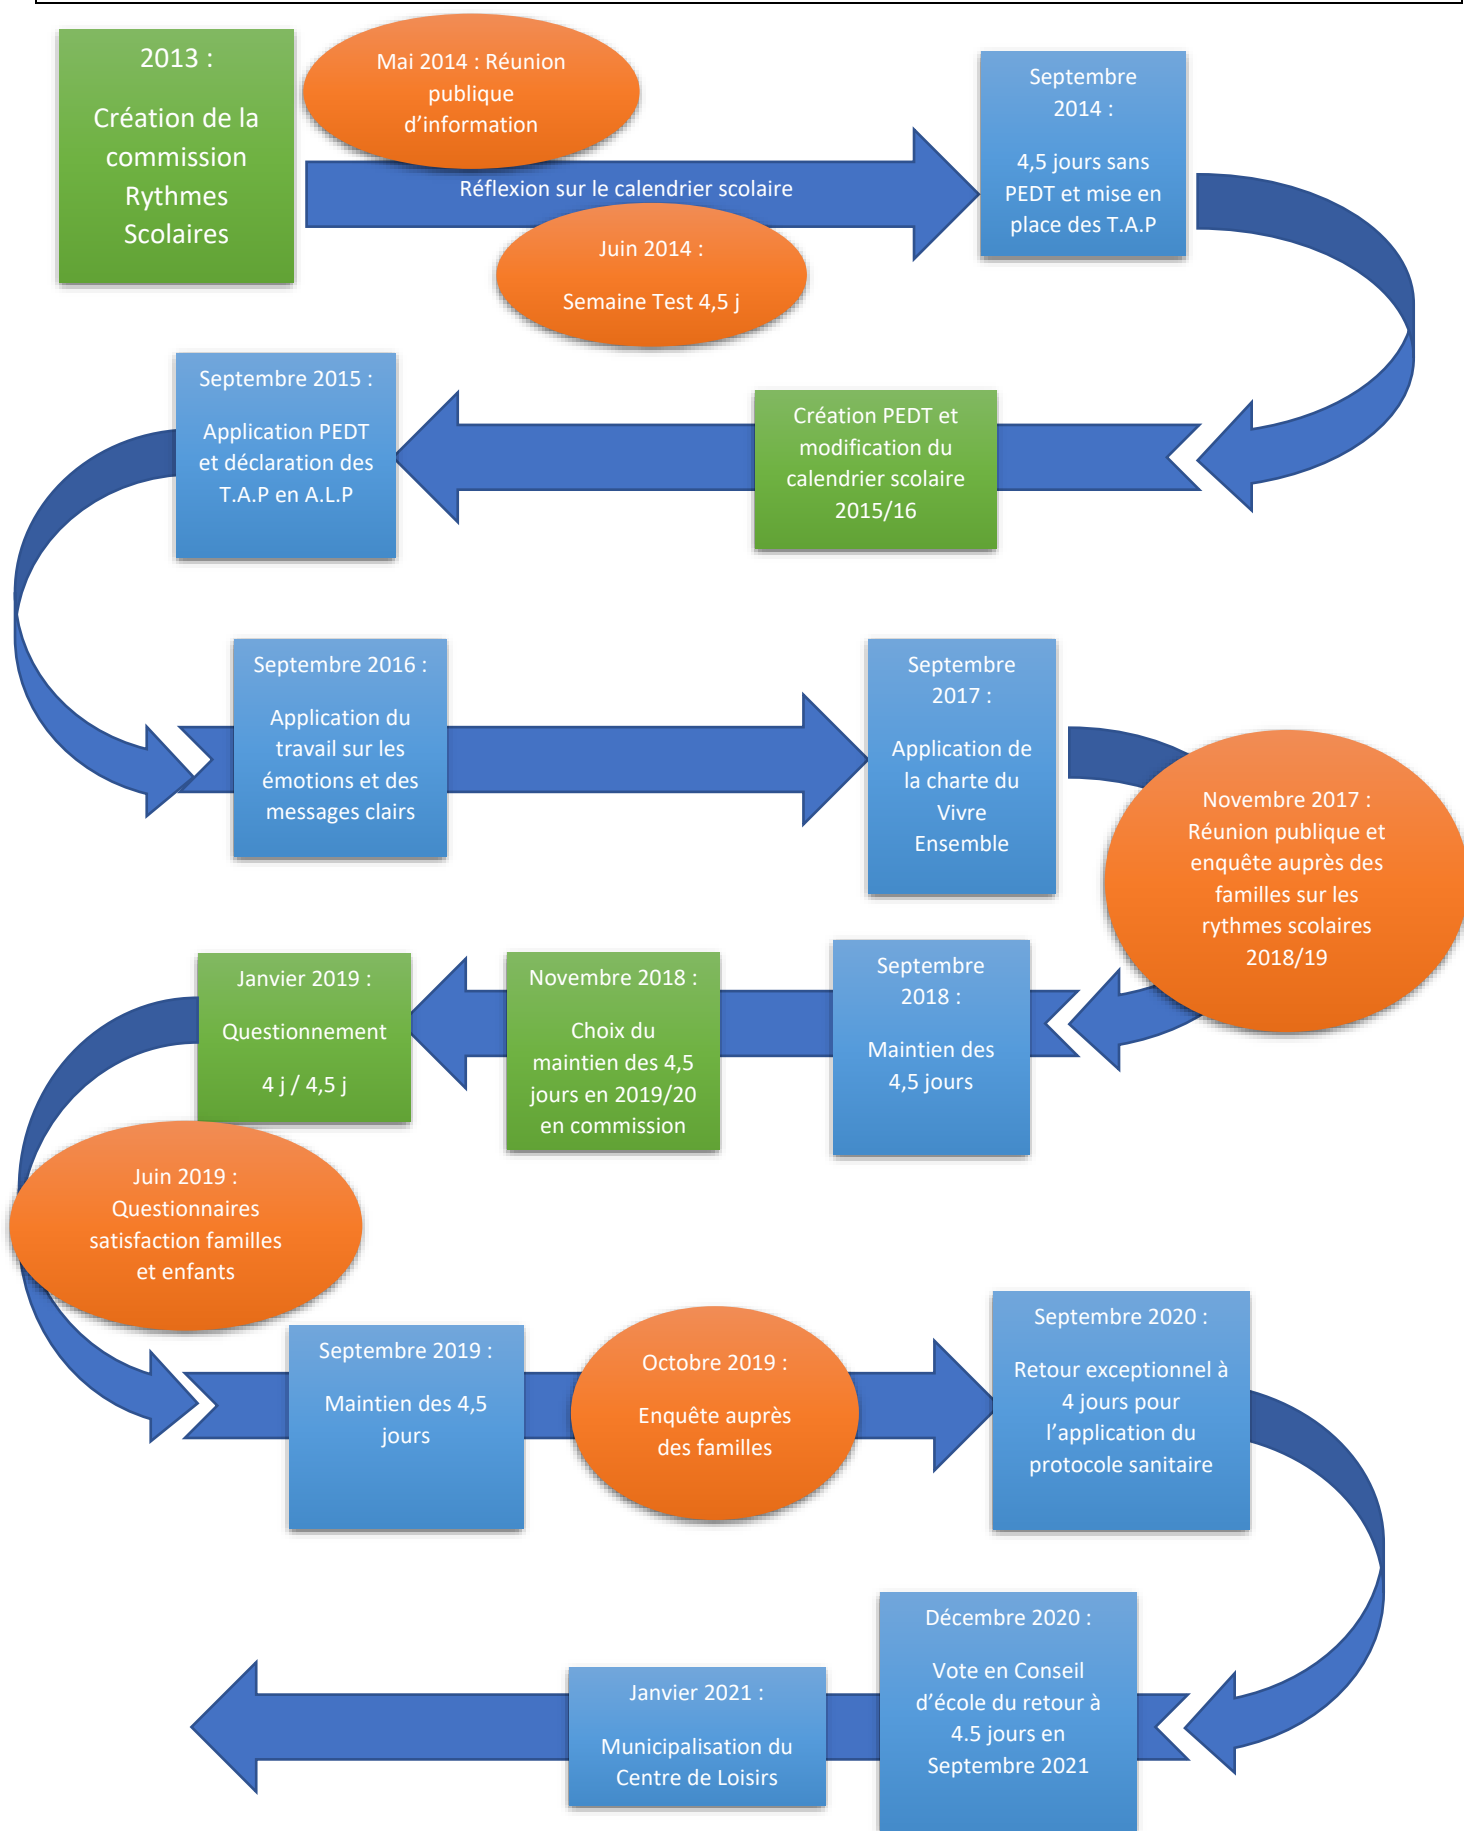 2013 :
Création de la
commission
Rythmes
Scolaires
Mai 2014 : Réunion
publique
d’information
Réflexion sur le calendrier scolaire
Juin 2014 :
Semaine Test 4,5 j
Septembre
2014 :
4,5 jours sans
PEDT et mise en
place des T.A.P
Création PEDT et
modification du
calendrier scolaire
2015/16
Septembre 2015 :
Application PEDT
et déclaration des
T.A.P en A.L.P
Septembre 2016 :
Application du
travail sur les
émotions et des
messages clairs
Septembre
2017 :
Application de
la charte du
Vivre
Ensemble
Novembre 2017 :
Réunion publique et
enquête auprès des
familles sur les
rythmes scolaires
2018/19
Septembre
2018 :
Maintien des
4,5 jours
Novembre 2018 :
Choix du
maintien des 4,5
jours en 2019/20
en commission
Janvier 2019 :
Questionnement
4 j / 4,5 j
Juin 2019 :
Questionnaires
satisfaction familles
et enfants
Septembre 2019 :
Maintien des 4,5
jours
Octobre 2019 :
Enquête auprès
des familles
Septembre 2020 :
Retour exceptionnel à
4 jours pour
l’application du
protocole sanitaire
Décembre 2020 :
Vote en Conseil
d’école du retour à
4.5 jours en
Septembre 2021
Janvier 2021 :
Municipalisation du
Centre de Loisirs